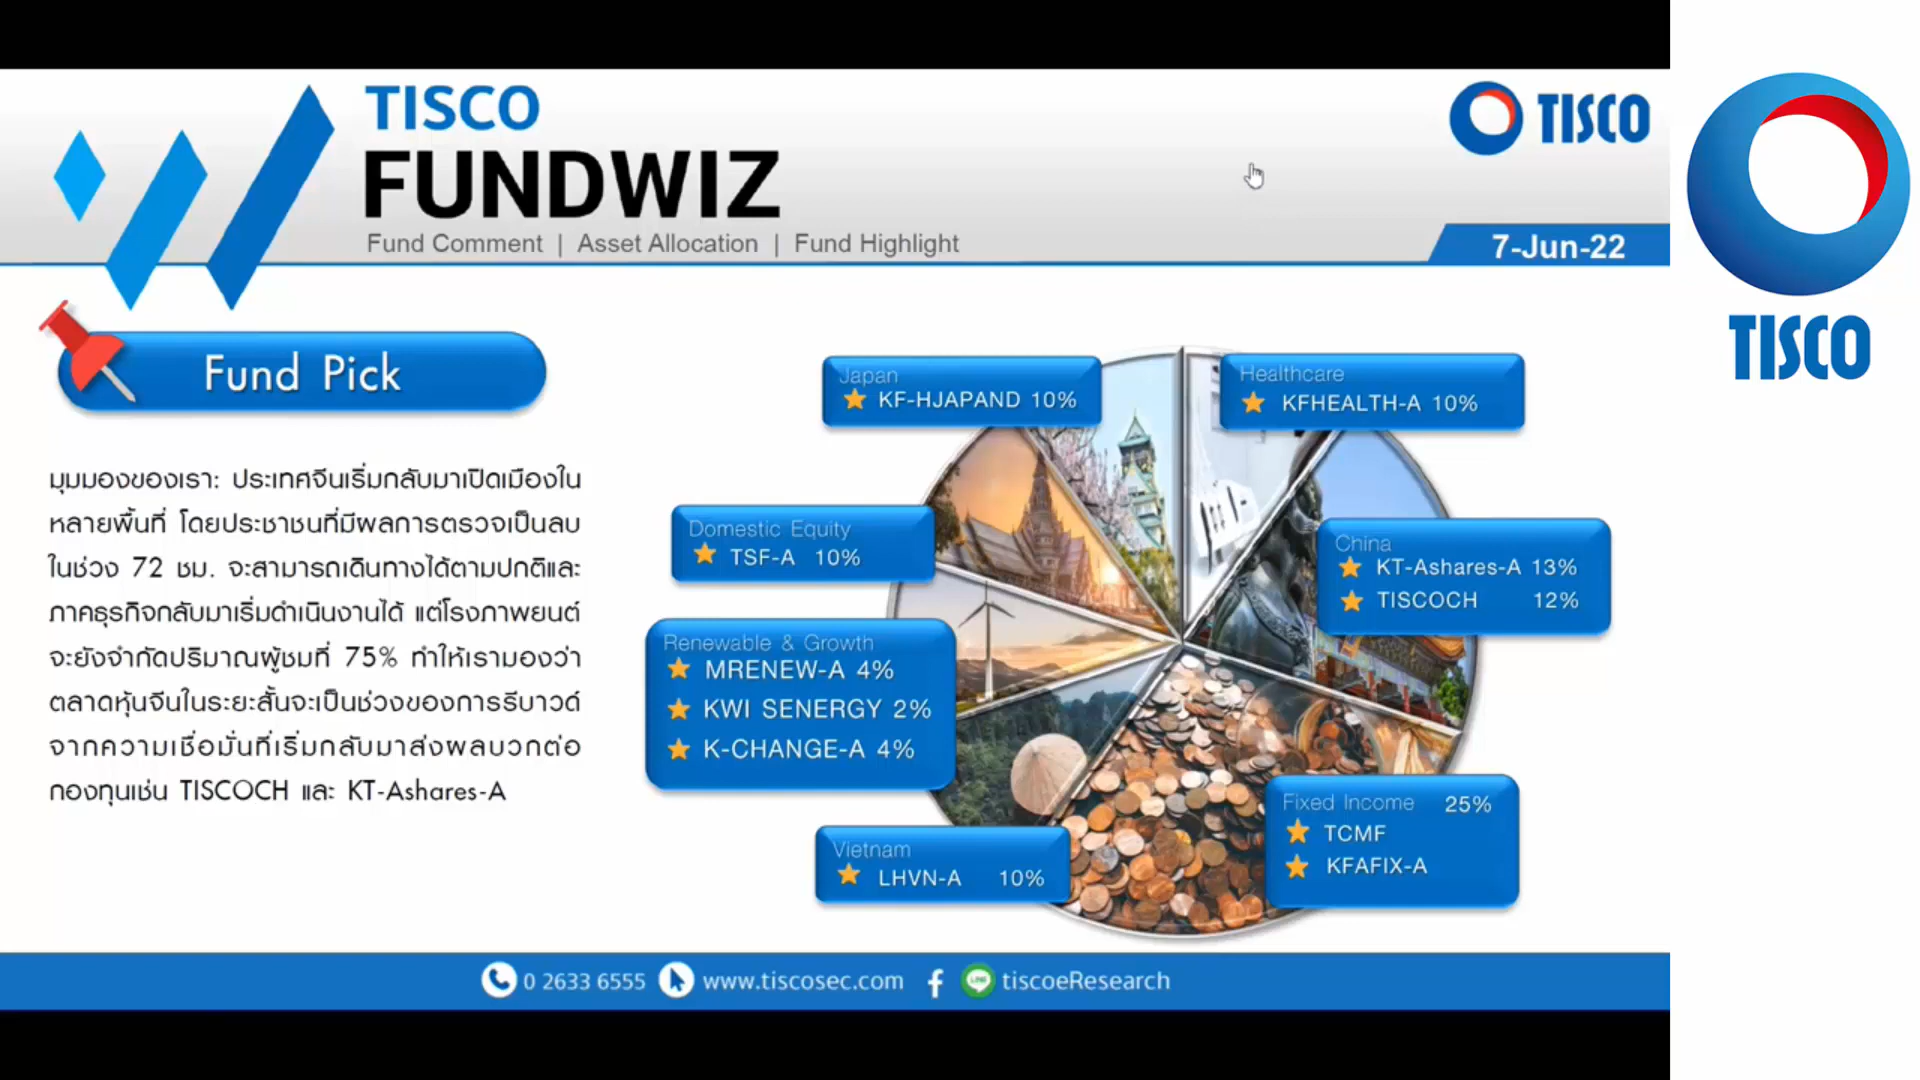 TISCO
FUNDWIZ
Fund Comment | Asset Allocation | Fund Highlight
TISCO
7-Jun-22
TISCO
Fund Pick
มุมมองของเรา: ประเทศจีนเริ่มกลับมาเปิดเมืองใน
หลายพื้นที่ โดยประชาชนที่มีผลการตรวจเป็นลบ
ในช่วง 72 ชม. จะสามารถเดินทางได้ตามปกติและ
ภาคธุรกิจกลับมาเริ่มดำเนินงานได้ แต่โรงภาพยนต์
จะยังจำกัดปริมาณผู้ชมที่ 75% ทำให้เรามองว่า
ตลาดหุ้นจีนในระยะสั้นจะเป็นช่วงของการรีบาวด์
จากความเชื่อมั่นที่เริ่มกลับมาส่งผลบวกต่อ
กองทุนเช่น TISCOCH และ KT-Ashares-A
Japan
KF-HJAPAND 10%
Healthcare
KFHEALTH-A 10%
Domestic Equity
TSF-A 10%
China
KT-Ashares-A 13%
TISCOCH 12%
Renewable & Growth
MRENEW-A 4%
KWI SENERGY 2%
K-CHANGE-A 4%
Fixed Income 25%
TCMF
KFAFIX-A
Vietnam
LHVN-A 10%
0 2633 6555 www.tiscosec.com f LINE tiscoeResearch